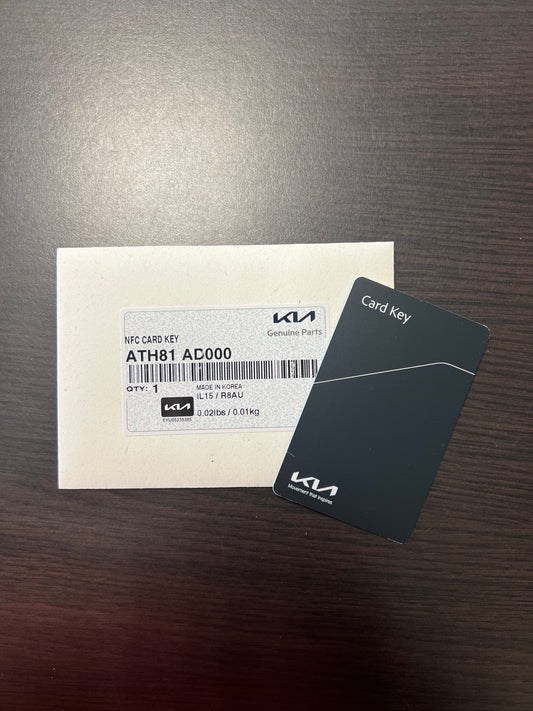 KIA
Genuine Parts
NFC CARD KEY
ATH81 AD000
QTY: 1
MADE IN KOREA
IL15 / R8AU
KIA
0.02lbs / 0.01kg
Card Key
KIA
Movement that inspires